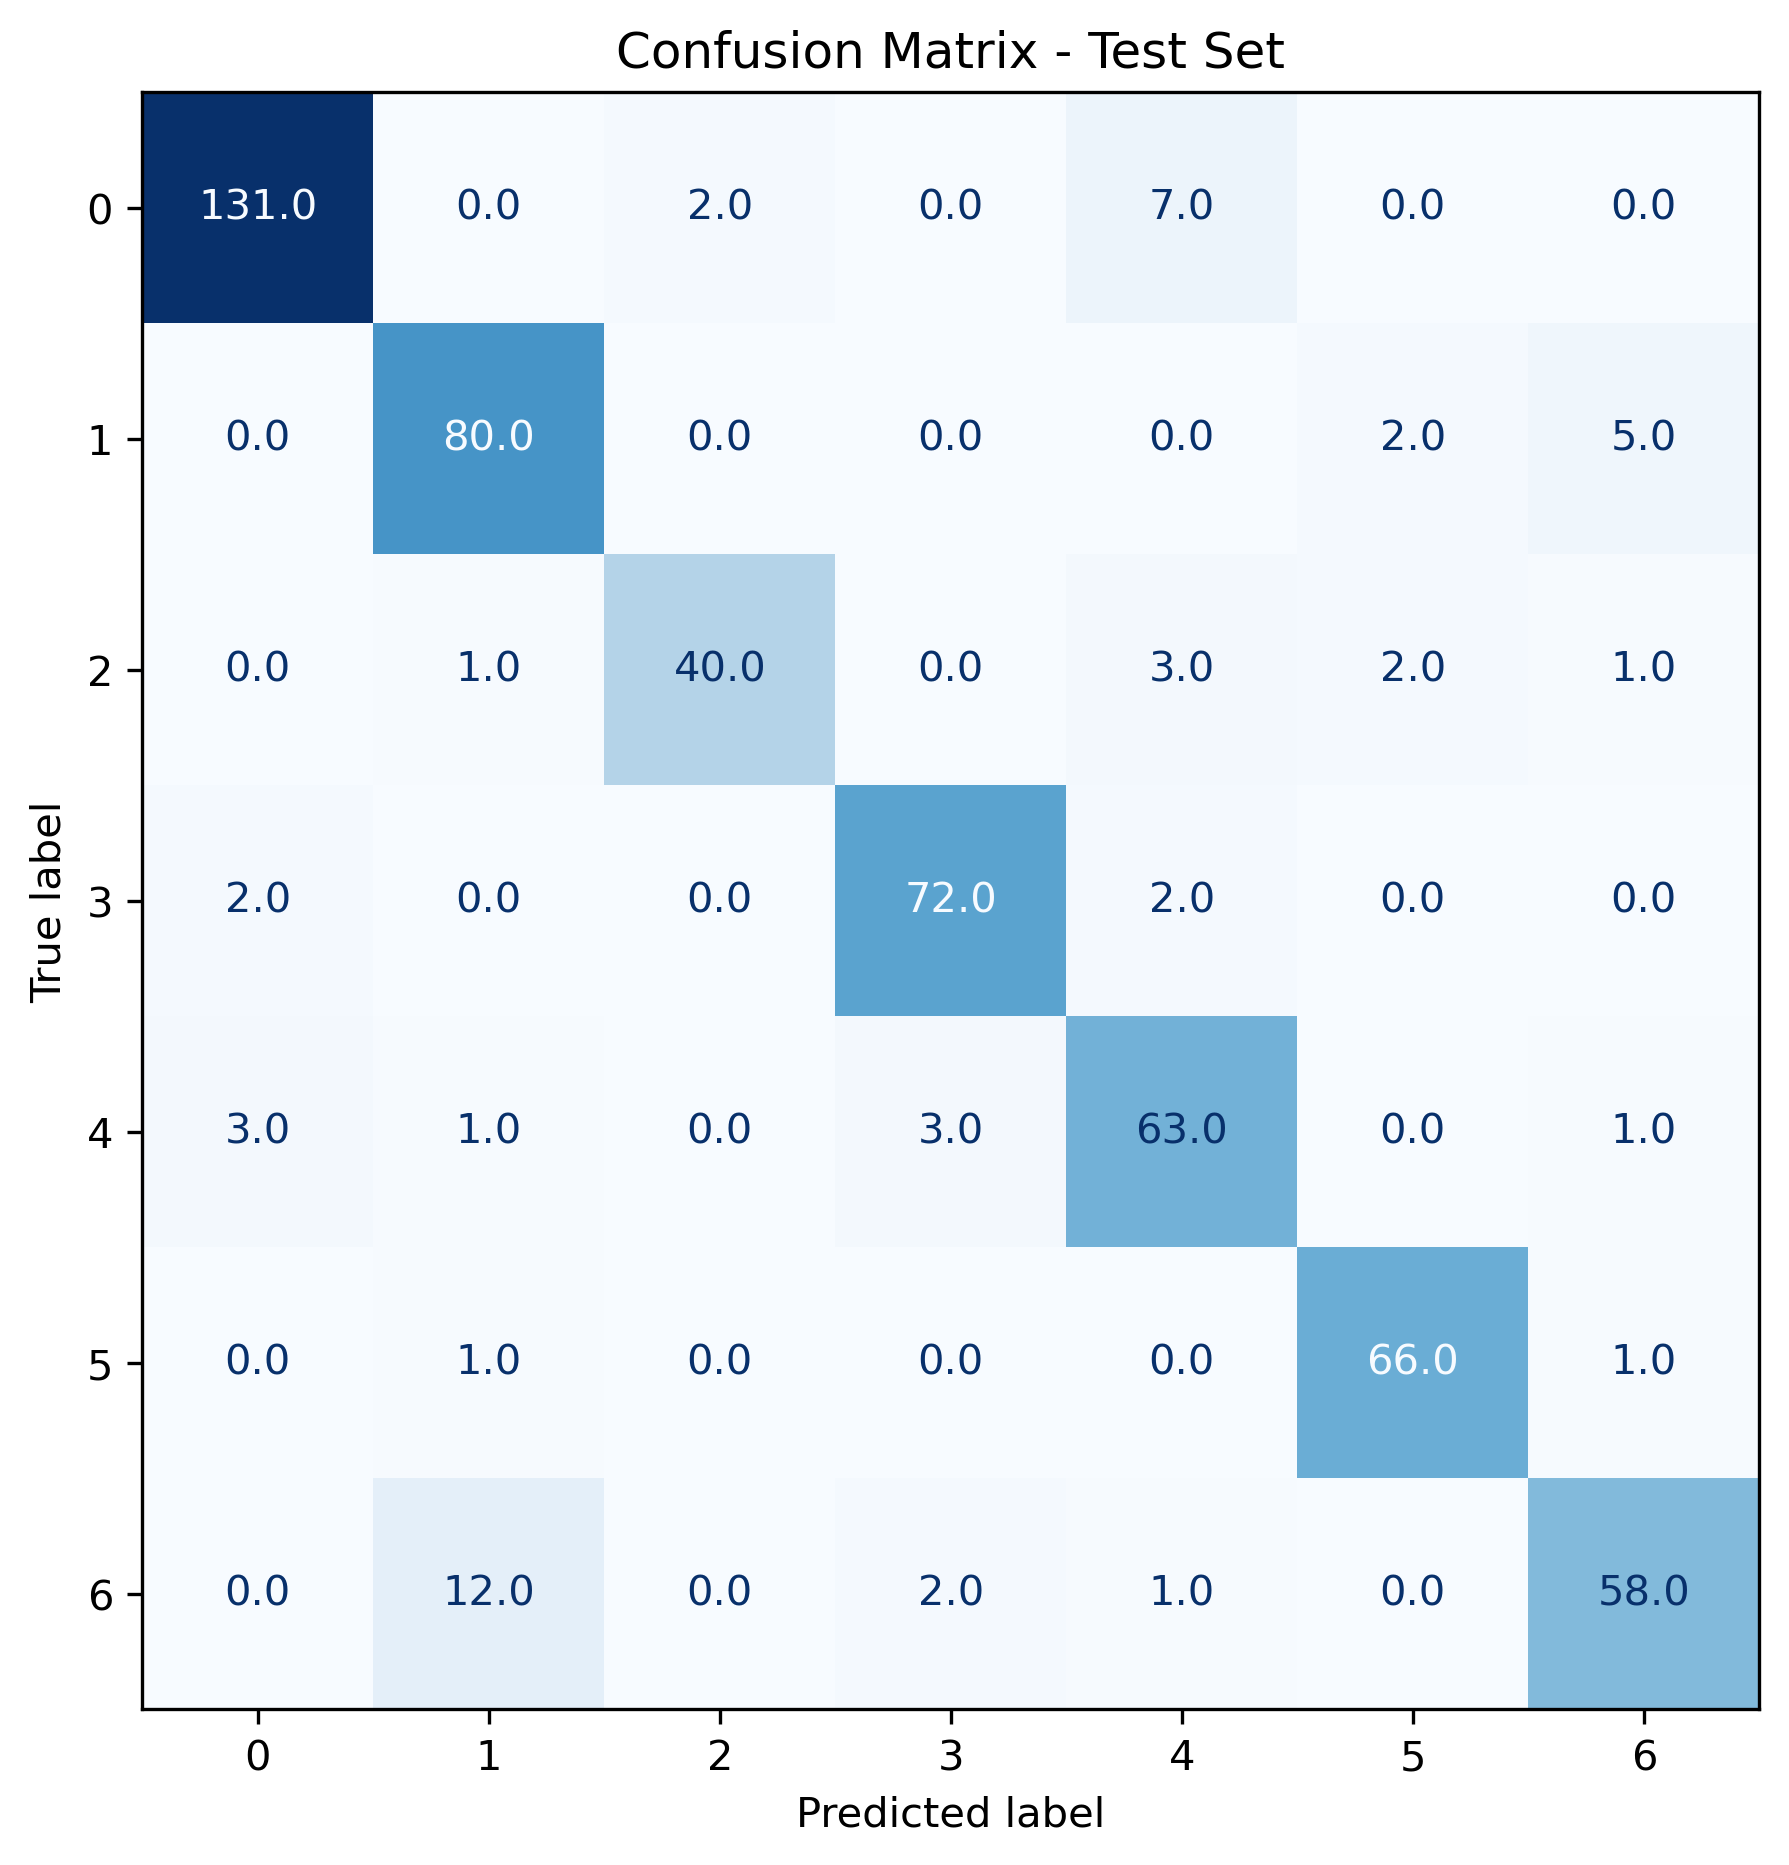 Confusion Matrix - Test Set
0 131.0 0.0 2.0 0.0 7.0 0.0 0.0
1 0.0 80.0 0.0 0.0 0.0 2.0 5.0
2 0.0 1.0 40.0 0.0 3.0 2.0 1.0
3 2.0 0.0 0.0 72.0 2.0 0.0 0.0
4 3.0 1.0 0.0 3.0 63.0 0.0 1.0
5 0.0 1.0 0.0 0.0 0.0 66.0 1.0
6 0.0 12.0 0.0 2.0 1.0 0.0 58.0
True label
0 1 2 3 4 5 6
Predicted label